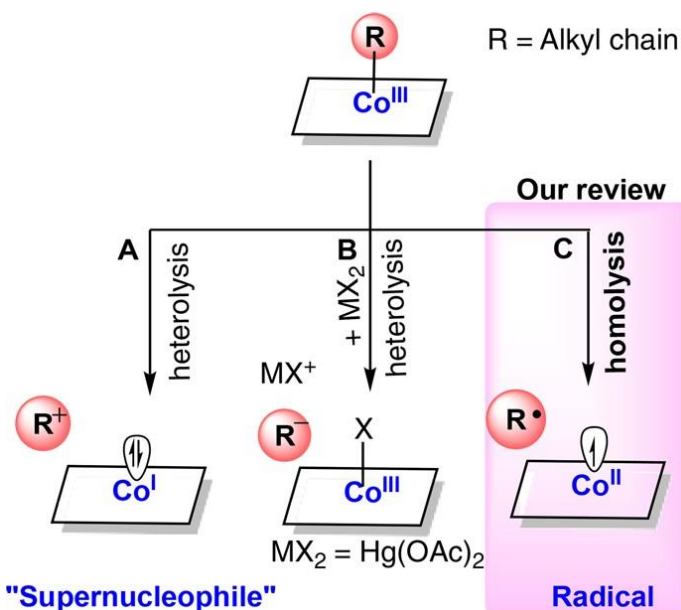 R
R = Alkyl chain
Co^III
Our review
A
heterolysis
B
+ MX₂
heterolysis
C
homolysis
MX⁺
R⁺
Co^I
R⁻
X
Co^III
R•
Co^II
MX₂ = Hg(OAc)₂
"Supernucleophile"
Radical